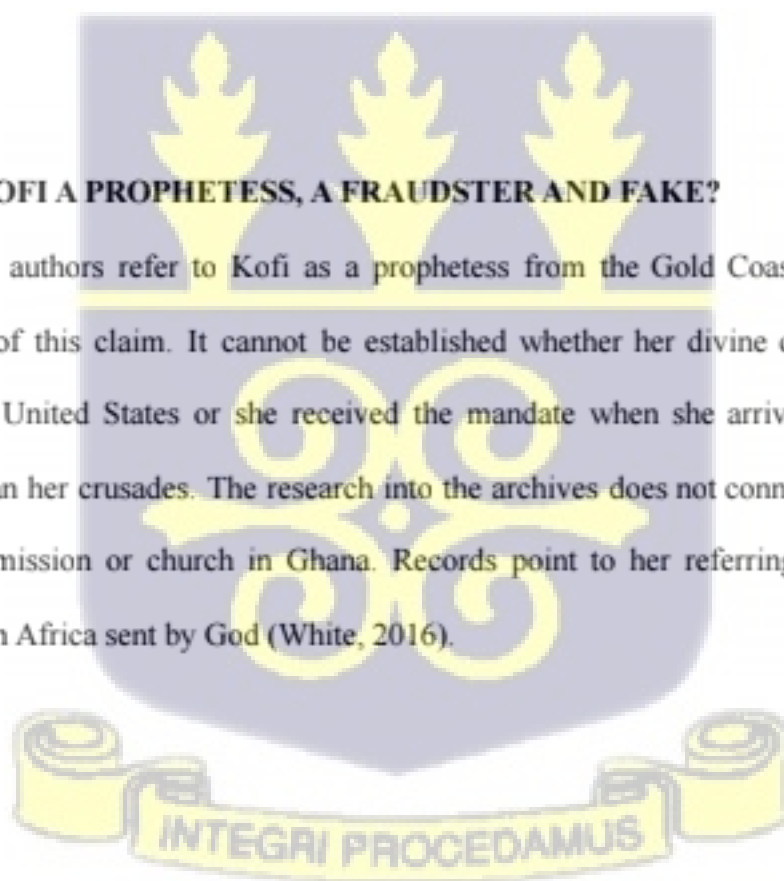 OFI A PROPHETESS, A FRAUDSTER AND FAKE?
authors refer to Kofi as a prophetess from the Gold Coas
of this claim. It cannot be established whether her divine
United States or she received the mandate when she arriv
an her crusades. The research into the archives does not conn
mission or church in Ghana. Records point to her referring
Africa sent by God (White, 2016).
INTEGRI PROCEDAMUS